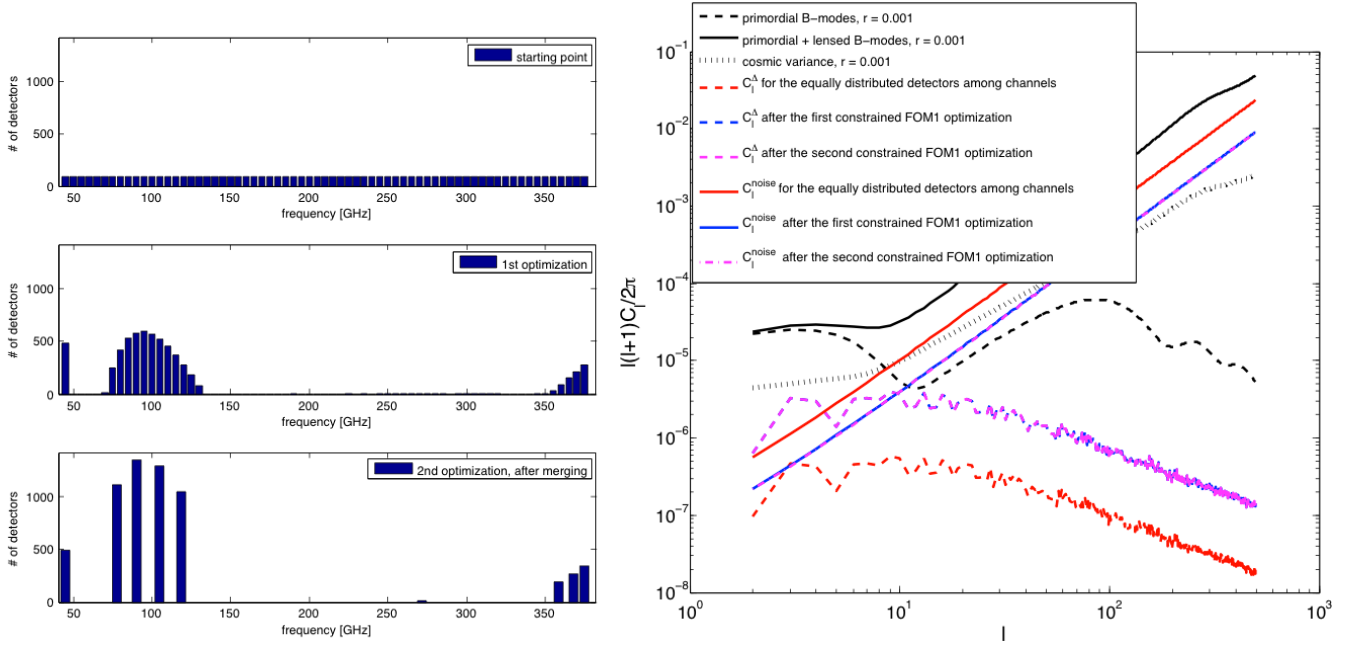 1000
500
0
# of detectors
starting point
50 100 150 200 250 300 350
frequency [GHz]
1000
500
0
# of detectors
1st optimization
50 100 150 200 250 300 350
frequency [GHz]
1000
500
0
# of detectors
2nd optimization, after merging
50 100 150 200 250 300 350
frequency [GHz]
primordial B−modes, r = 0.001
primordial + lensed B−modes, r = 0.001
cosmic variance, r = 0.001
C_l^Δ for the equally distributed detectors among channels
C_l^Δ after the first constrained FOM1 optimization
C_l^Δ after the second constrained FOM1 optimization
C_l^noise for the equally distributed detectors among channels
C_l^noise after the first constrained FOM1 optimization
C_l^noise after the second constrained FOM1 optimization
10^−1
10^−2
10^−3
10^−4
10^−5
10^−6
10^−7
10^−8
l(l+1)C_l/2π
10^0 10^1 10^2 10^3
l